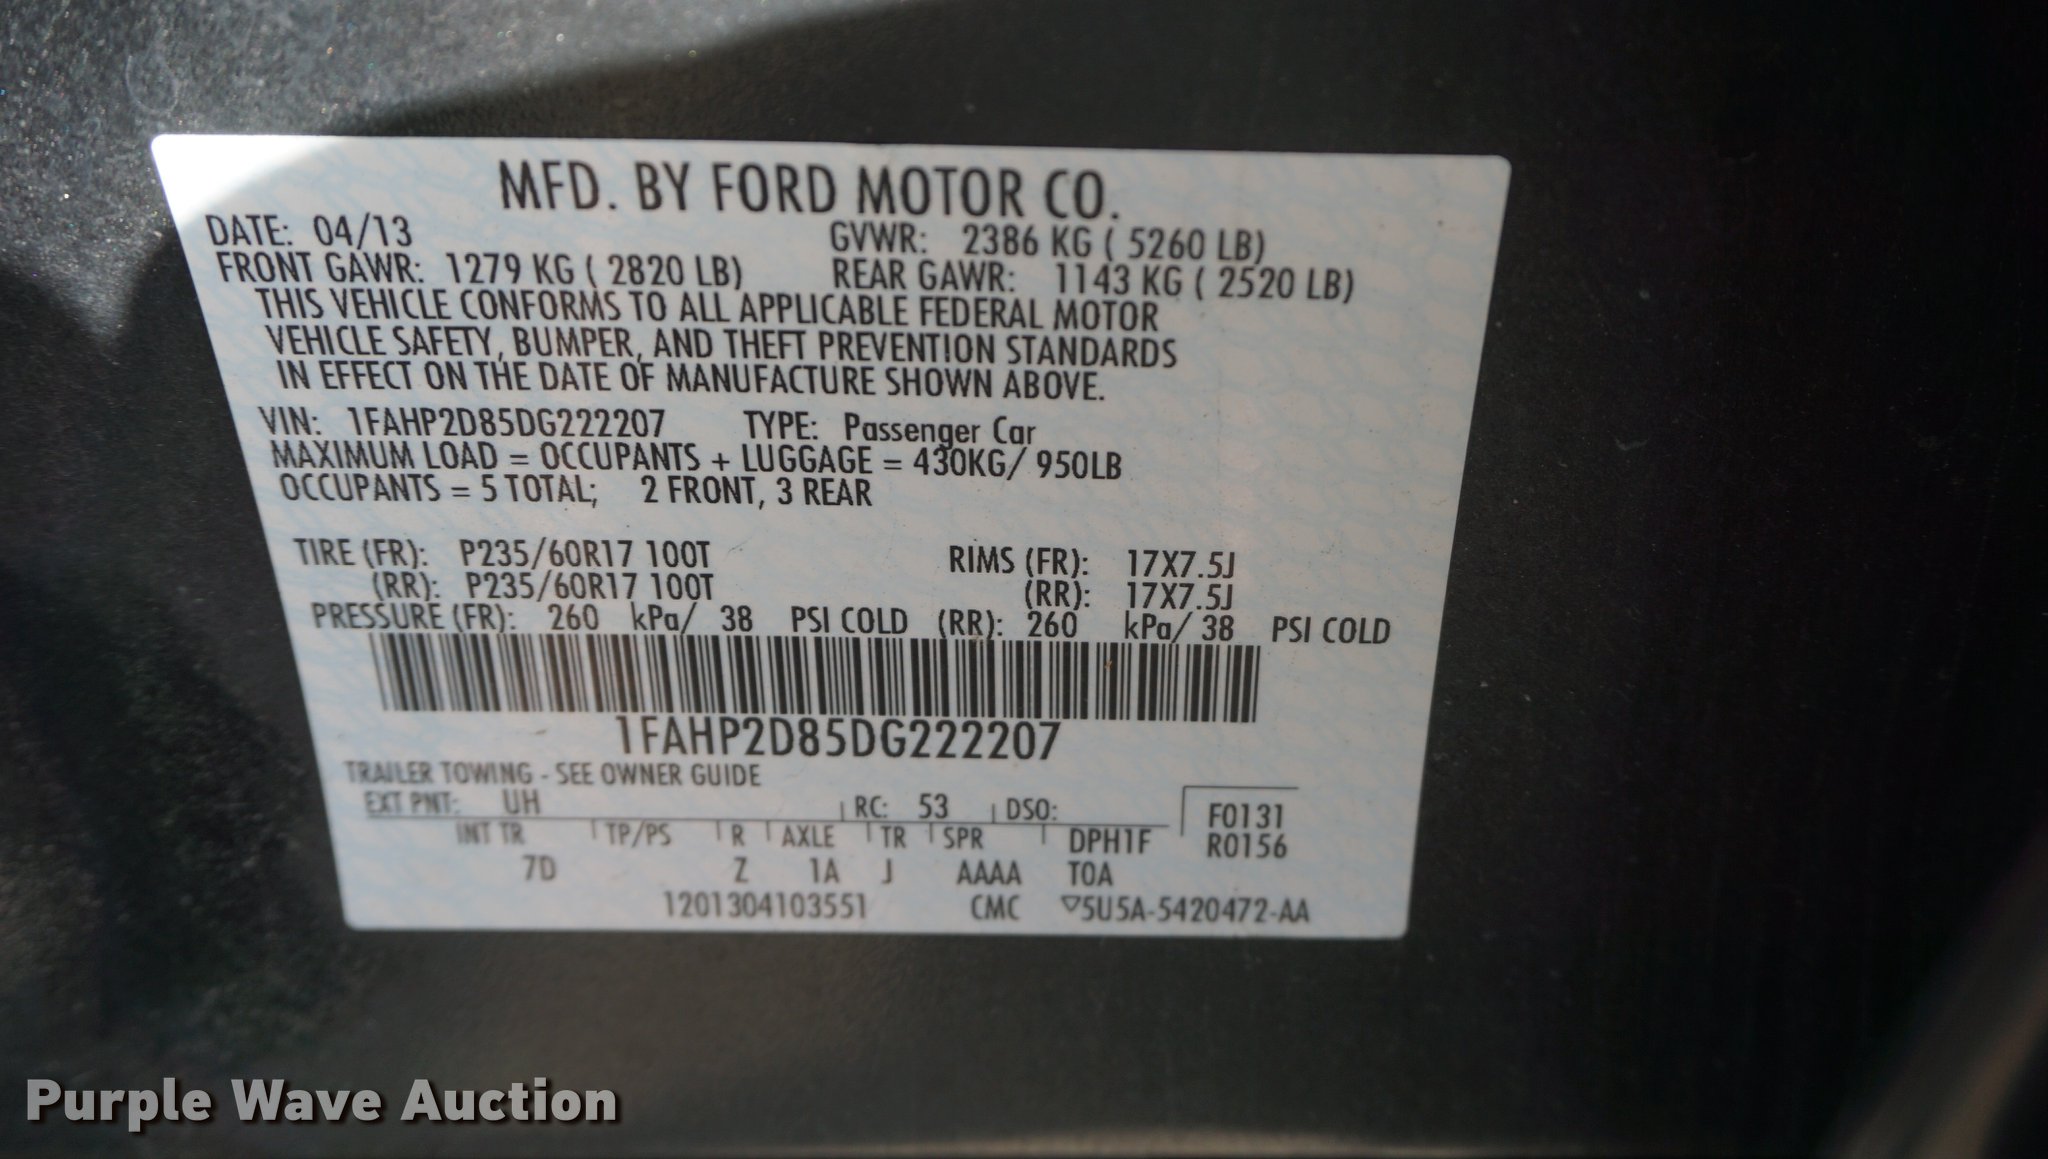 MFD. BY FORD MOTOR CO.
DATE: 04/13 GVWR: 2386 KG ( 5260 LB)
FRONT GAWR: 1279 KG ( 2820 LB) REAR GAWR: 1143 KG ( 2520 LB)
THIS VEHICLE CONFORMS TO ALL APPLICABLE FEDERAL MOTOR
VEHICLE SAFETY, BUMPER, AND THEFT PREVENTION STANDARDS
IN EFFECT ON THE DATE OF MANUFACTURE SHOWN ABOVE.
VIN: 1FAHP2D85DG222207 TYPE: Passenger Car
MAXIMUM LOAD = OCCUPANTS + LUGGAGE = 430KG/ 950LB
OCCUPANTS = 5 TOTAL; 2 FRONT, 3 REAR
TIRE (FR): P235/60R17 100T RIMS (FR): 17X7.5J
(RR): P235/60R17 100T (RR): 17X7.5J
PRESSURE (FR): 260 kPa/ 38 PSI COLD (RR): 260 kPa/ 38 PSI COLD
1FAHP2D85DG222207
TRAILER TOWING - SEE OWNER GUIDE
EXT PNT: UH RC: 53 DSO: F0131
INT TR TP/PS R AXLE TR SPR DPH1F R0156
7D Z 1A J AAAA TOA
1201304103551 CMC ▽5U5A-5420472-AA
Purple Wave Auction